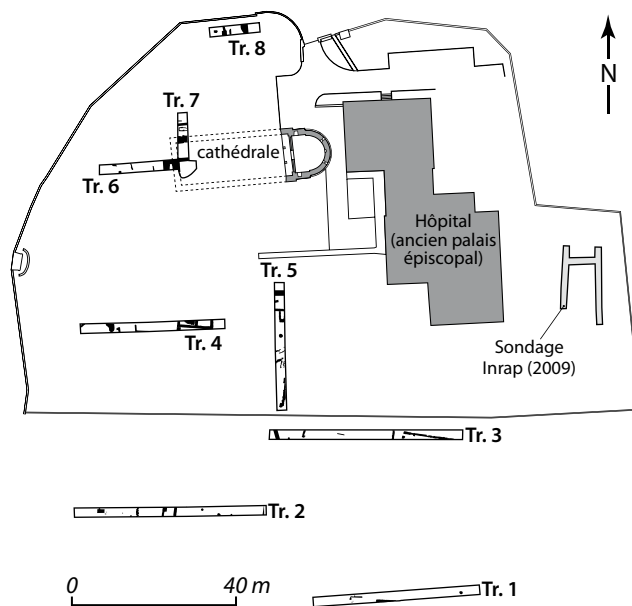 Tr. 8
N
Tr. 7
cathédrale
Tr. 6
Hôpital
(ancien palais
épiscopal)
Tr. 5
Tr. 4
Sondage
Inrap (2009)
Tr. 3
Tr. 2
0 40 m
Tr. 1